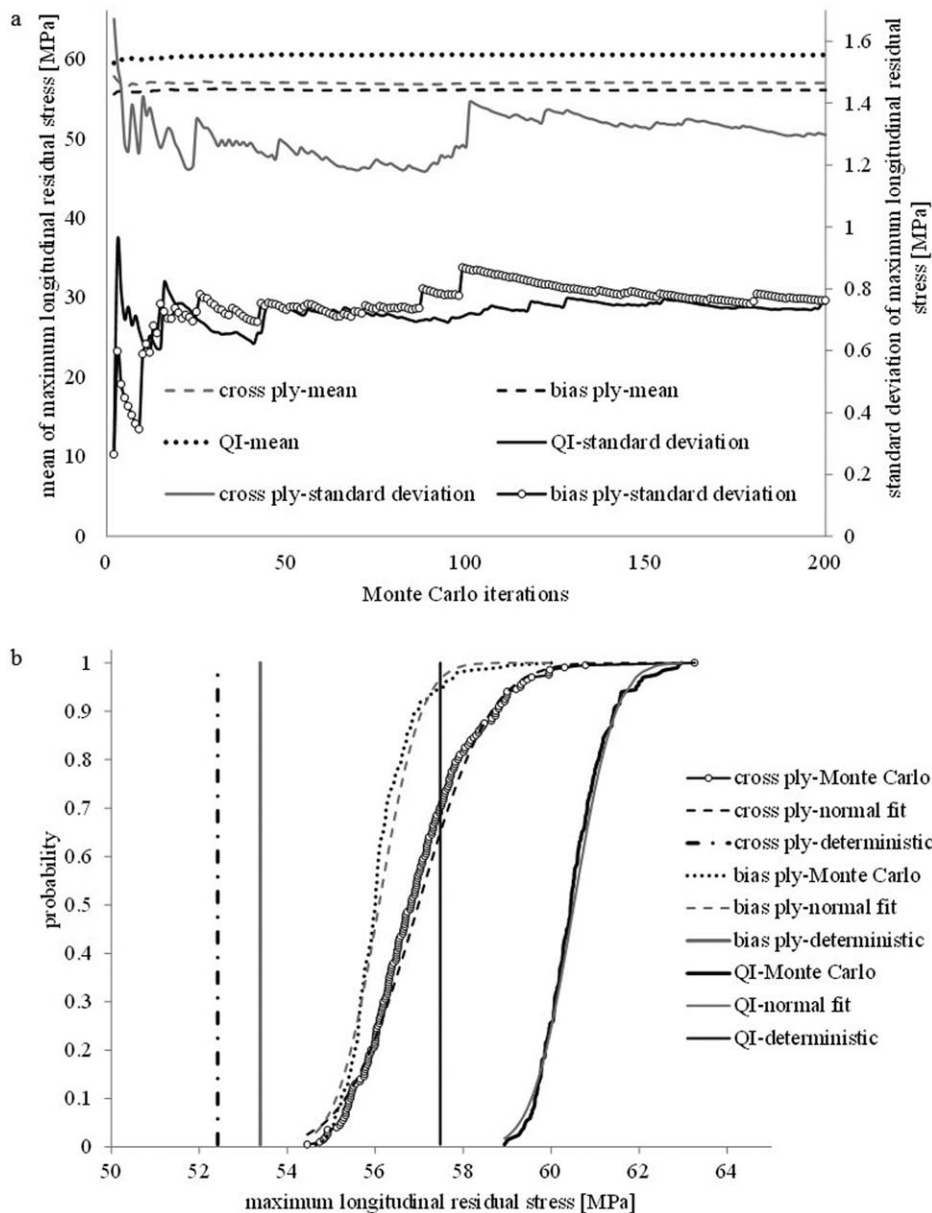 a
mean of maximum longitudinal residual stress [MPa]
60
50
40
30
20
10
0
1.6
1.4
1.2
1
0.8
0.6
0.4
0.2
0
standard deviation of maximum longitudinal residual
stress [MPa]
cross ply-mean
bias ply-mean
QI-mean
QI-standard deviation
cross ply-standard deviation
bias ply-standard deviation
0 50 100 150 200
Monte Carlo iterations
b
probability
1
0.9
0.8
0.7
0.6
0.5
0.4
0.3
0.2
0.1
0
50 52 54 56 58 60 62 64
maximum longitudinal residual stress [MPa]
cross ply-Monte Carlo
cross ply-normal fit
cross ply-deterministic
bias ply-Monte Carlo
bias ply-normal fit
bias ply-deterministic
QI-Monte Carlo
QI-normal fit
QI-deterministic